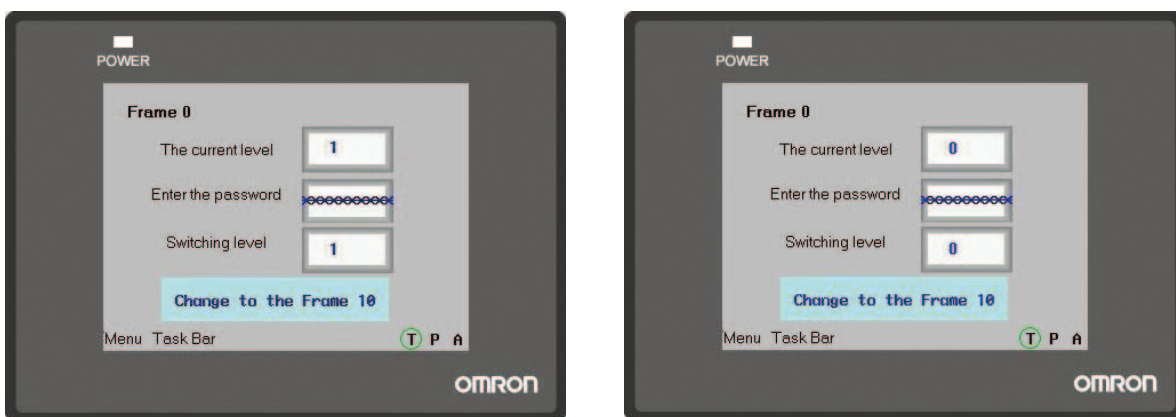 POWER
Frame 0
The current level 1
Enter the password
Switching level 1
Change to the Frame 10
Menu Task Bar T P A
OMRON
POWER
Frame 0
The current level 0
Enter the password
Switching level 0
Change to the Frame 10
Menu Task Bar T P A
OMRON